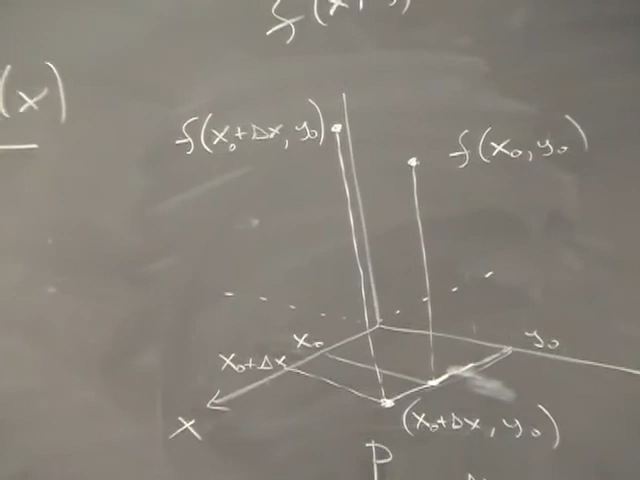 (x)
f(x₀+Δx, y₀)
f(x₀, y₀)
x₀
y₀
x₀+Δx
x
(x₀+Δx, y₀)
P